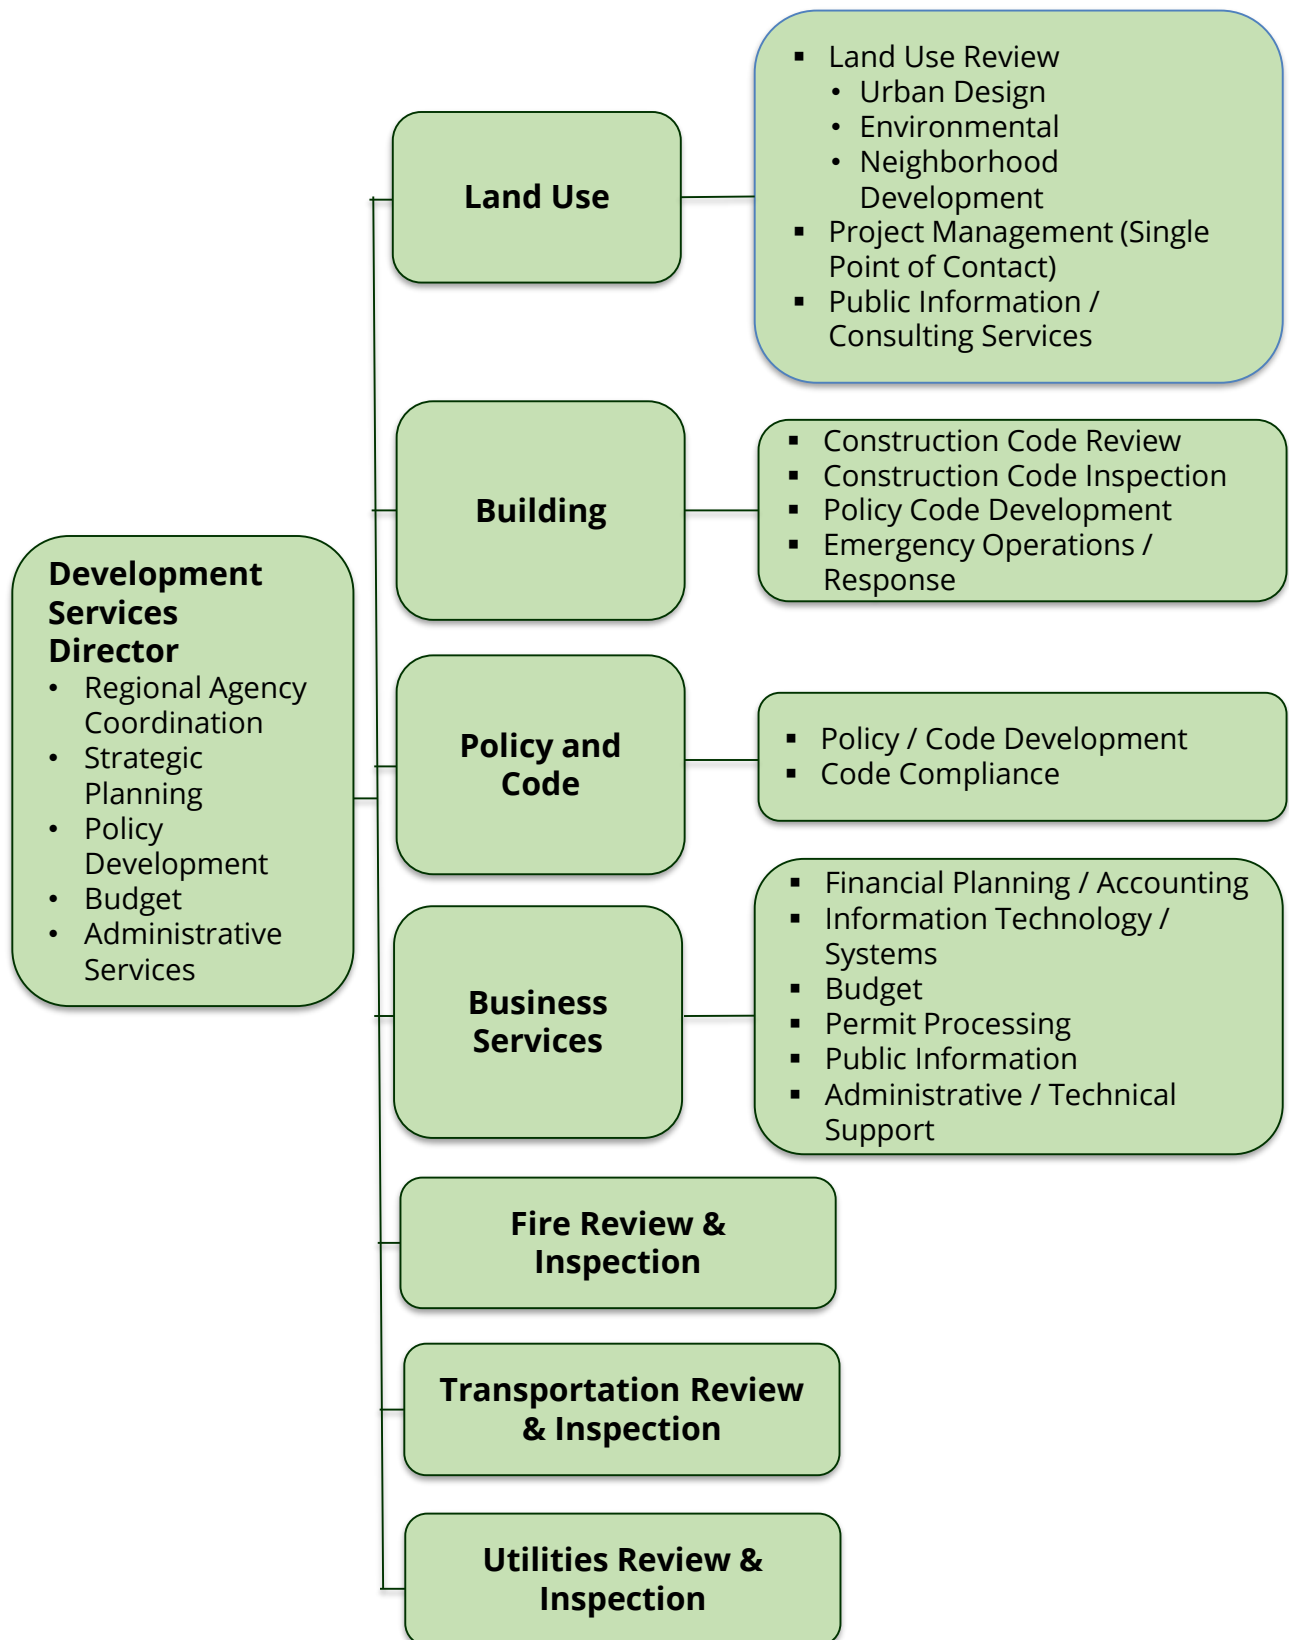 Development
Services
Director
• Regional Agency
Coordination
• Strategic
Planning
• Policy
Development
• Budget
• Administrative
Services
Land Use
▪ Land Use Review
• Urban Design
• Environmental
• Neighborhood
Development
▪ Project Management (Single
Point of Contact)
▪ Public Information /
Consulting Services
Building
▪ Construction Code Review
▪ Construction Code Inspection
▪ Policy Code Development
▪ Emergency Operations /
Response
Policy and
Code
▪ Policy / Code Development
▪ Code Compliance
Business
Services
▪ Financial Planning / Accounting
▪ Information Technology /
Systems
▪ Budget
▪ Permit Processing
▪ Public Information
▪ Administrative / Technical
Support
Fire Review &
Inspection
Transportation Review
& Inspection
Utilities Review &
Inspection